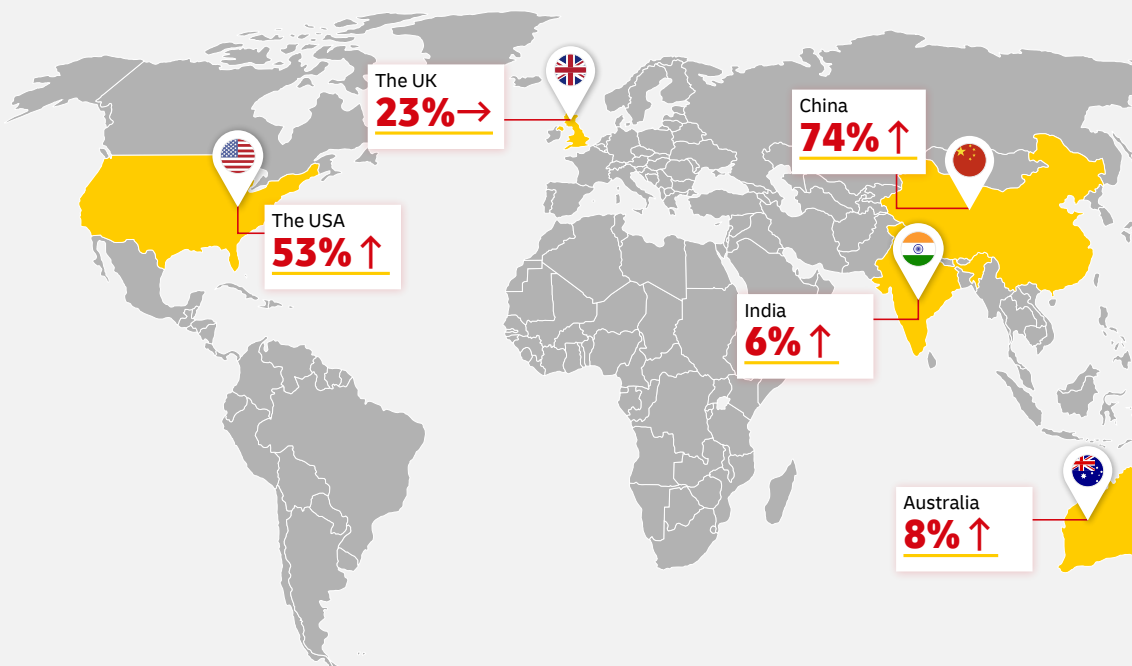 The UK
23%→
China
74% ↑
The USA
53% ↑
India
6% ↑
Australia
8% ↑